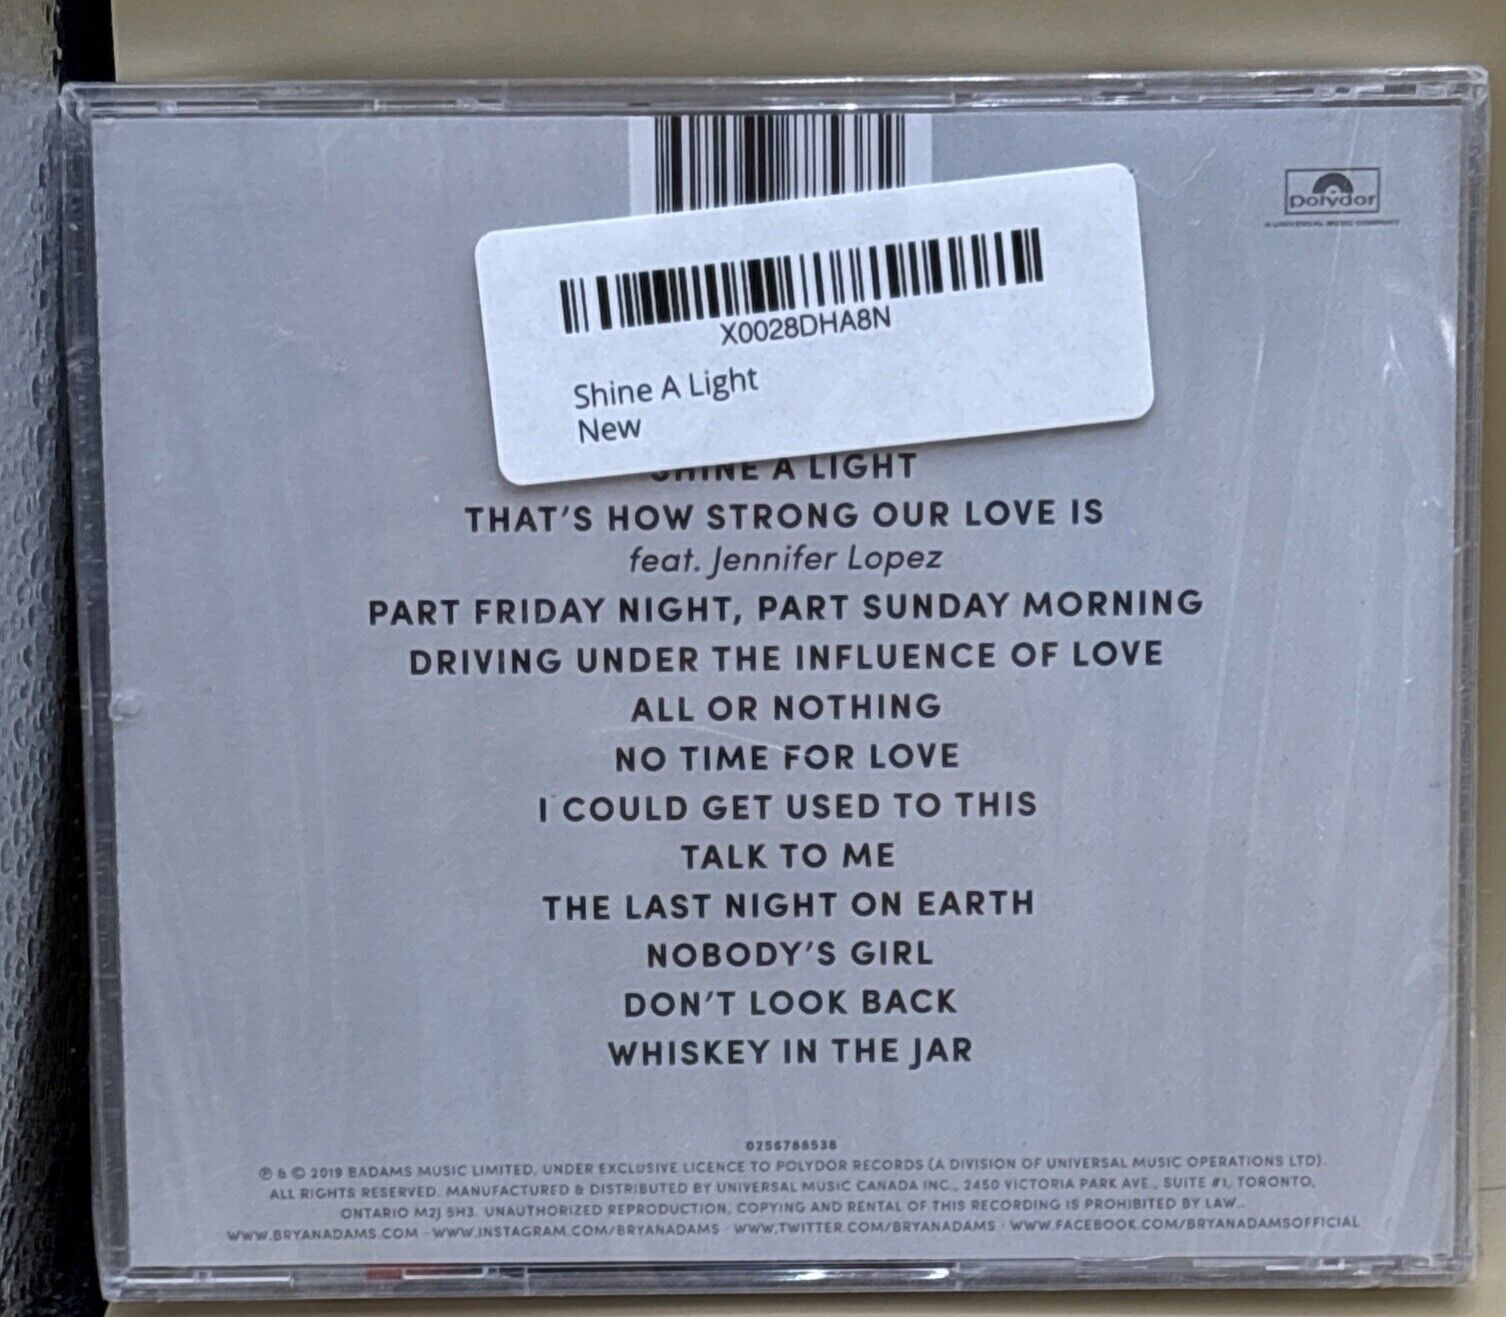 Polydor
A UNIVERSAL MUSIC COMPANY
X0028DHA8N
Shine A Light
New
SHINE A LIGHT
THAT'S HOW STRONG OUR LOVE IS
feat. Jennifer Lopez
PART FRIDAY NIGHT, PART SUNDAY MORNING
DRIVING UNDER THE INFLUENCE OF LOVE
ALL OR NOTHING
NO TIME FOR LOVE
I COULD GET USED TO THIS
TALK TO ME
THE LAST NIGHT ON EARTH
NOBODY'S GIRL
DON'T LOOK BACK
WHISKEY IN THE JAR
0256788538
℗ & © 2019 BADAMS MUSIC LIMITED, UNDER EXCLUSIVE LICENCE TO POLYDOR RECORDS (A DIVISION OF UNIVERSAL MUSIC OPERATIONS LTD).
ALL RIGHTS RESERVED. MANUFACTURED & DISTRIBUTED BY UNIVERSAL MUSIC CANADA INC., 2450 VICTORIA PARK AVE., SUITE #1, TORONTO,
ONTARIO M2J 5H3. UNAUTHORIZED REPRODUCTION, COPYING AND RENTAL OF THIS RECORDING IS PROHIBITED BY LAW..
WWW.BRYANADAMS.COM · WWW.INSTAGRAM.COM/BRYANADAMS · WWW.TWITTER.COM/BRYANADAMS · WWW.FACEBOOK.COM/BRYANADAMSOFFICIAL